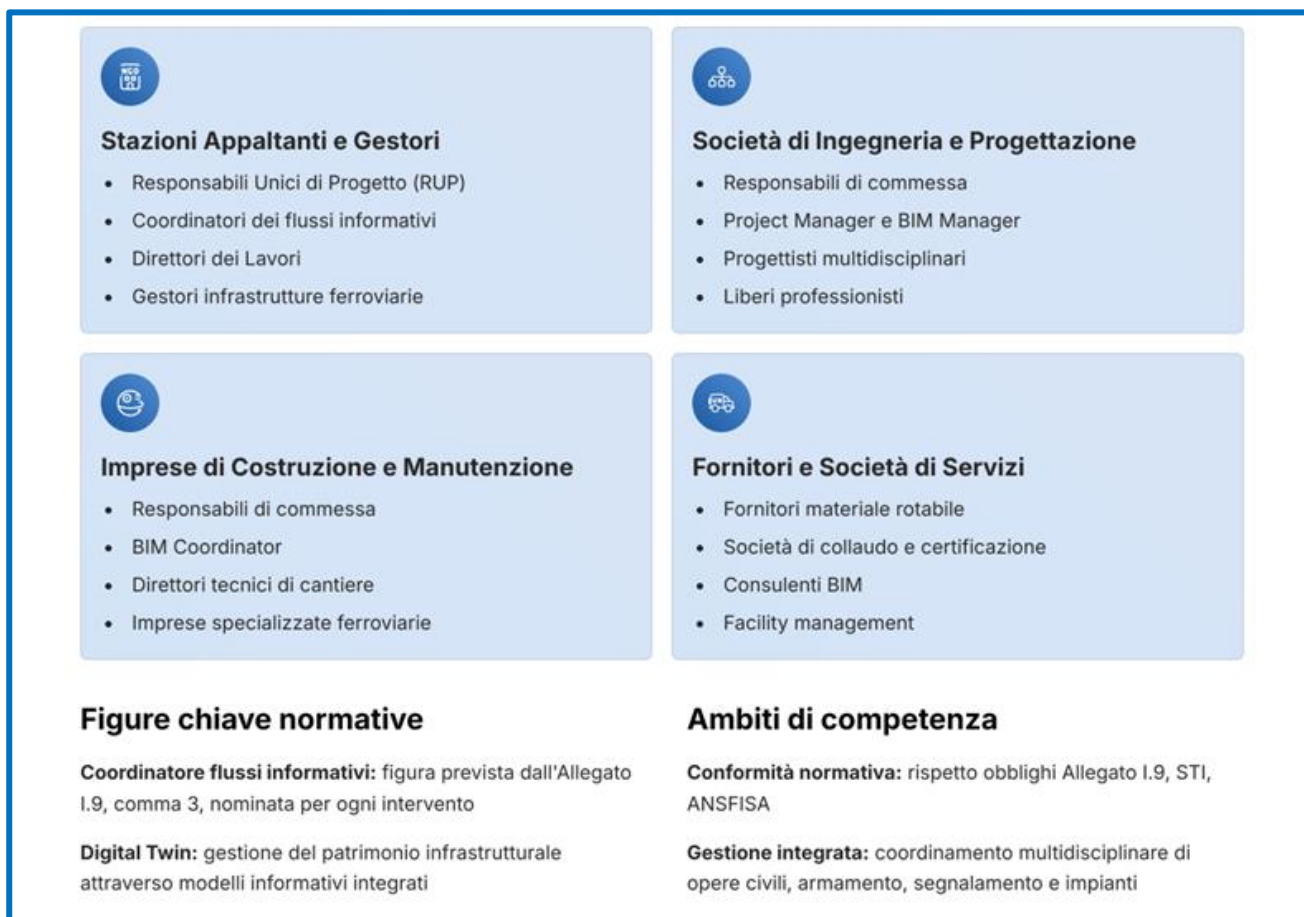 NGO
Stazioni Appaltanti e Gestori
• Responsabili Unici di Progetto (RUP)
• Coordinatori dei flussi informativi
• Direttori dei Lavori
• Gestori infrastrutture ferroviarie
Società di Ingegneria e Progettazione
• Responsabili di commessa
• Project Manager e BIM Manager
• Progettisti multidisciplinari
• Liberi professionisti
Imprese di Costruzione e Manutenzione
• Responsabili di commessa
• BIM Coordinator
• Direttori tecnici di cantiere
• Imprese specializzate ferroviarie
Fornitori e Società di Servizi
• Fornitori materiale rotabile
• Società di collaudo e certificazione
• Consulenti BIM
• Facility management
Figure chiave normative
Coordinatore flussi informativi: figura prevista dall'Allegato
I.9, comma 3, nominata per ogni intervento
Digital Twin: gestione del patrimonio infrastrutturale
attraverso modelli informativi integrati
Ambiti di competenza
Conformità normativa: rispetto obblighi Allegato I.9, STI,
ANSFISA
Gestione integrata: coordinamento multidisciplinare di
opere civili, armamento, segnalamento e impianti